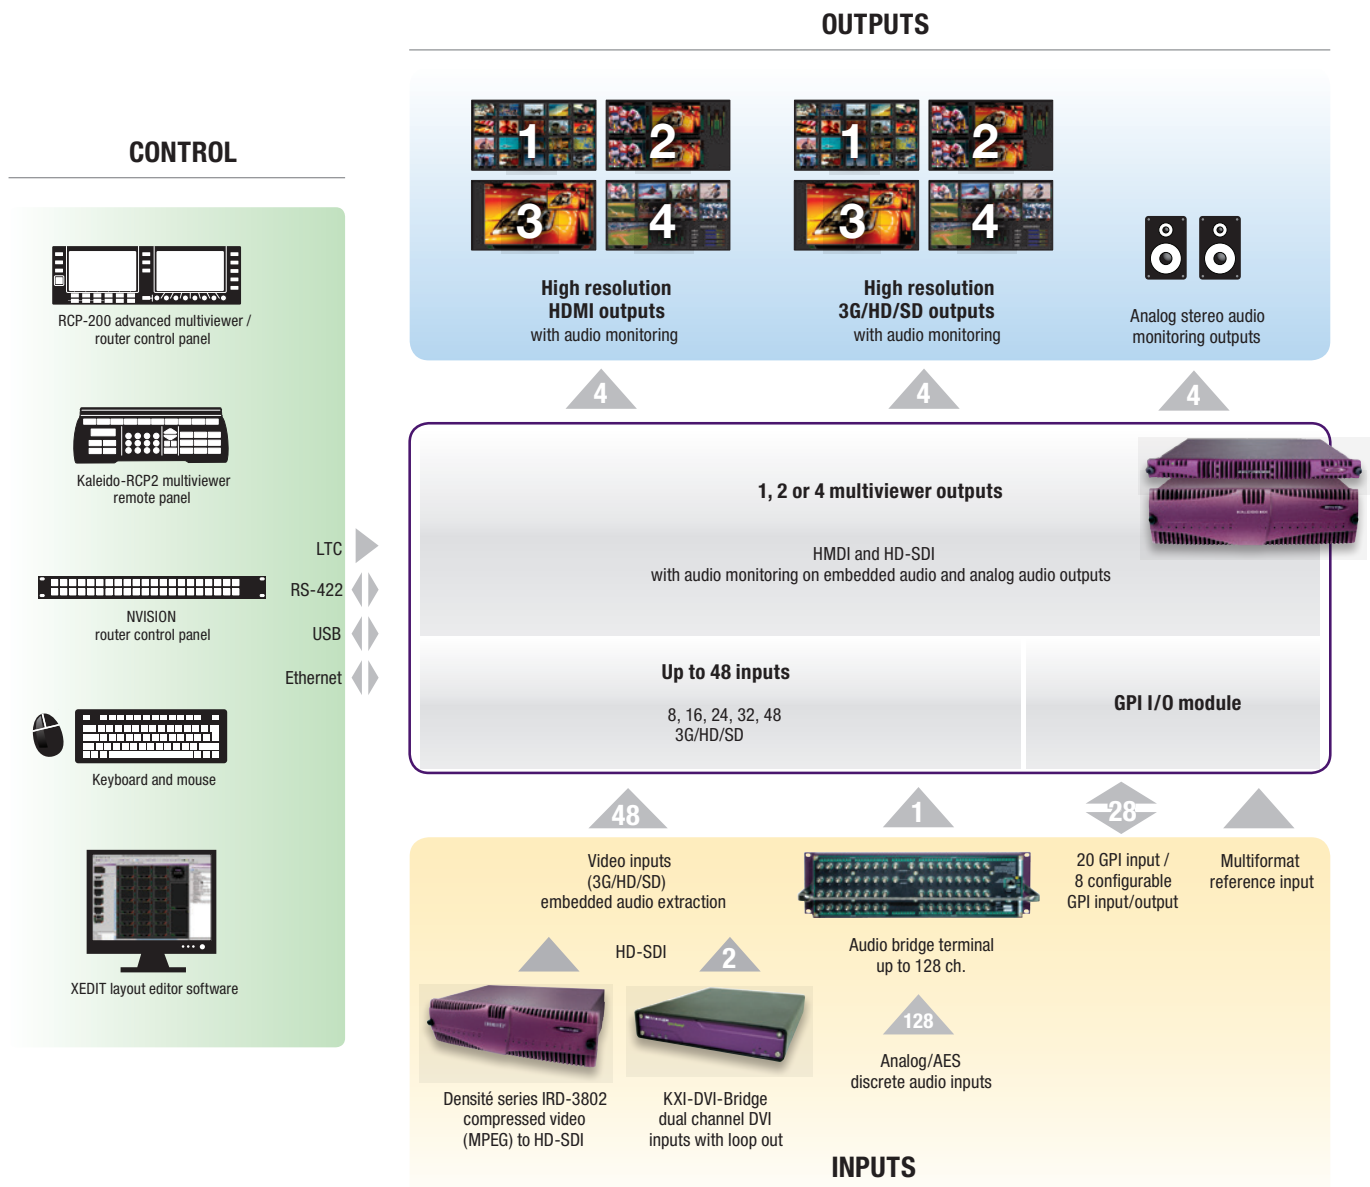 OUTPUTS
CONTROL
RCP-200 advanced multiviewer /
router control panel
Kaleido-RCP2 multiviewer
remote panel
NVISION
router control panel
Keyboard and mouse
XEDIT layout editor software
LTC
RS-422
USB
Ethernet
1
2
3
4
High resolution
HDMI outputs
with audio monitoring
1
2
3
4
High resolution
3G/HD/SD outputs
with audio monitoring
Analog stereo audio
monitoring outputs
4
4
4
1, 2 or 4 multiviewer outputs
HMDI and HD-SDI
with audio monitoring on embedded audio and analog audio outputs
Up to 48 inputs
8, 16, 24, 32, 48
3G/HD/SD
GPI I/O module
48
1
28
Video inputs
(3G/HD/SD)
embedded audio extraction
HD-SDI
2
Densité series IRD-3802
compressed video
(MPEG) to HD-SDI
KXI-DVI-Bridge
dual channel DVI
inputs with loop out
Audio bridge terminal
up to 128 ch.
128
Analog/AES
discrete audio inputs
20 GPI input /
8 configurable
GPI input/output
Multiformat
reference input
INPUTS